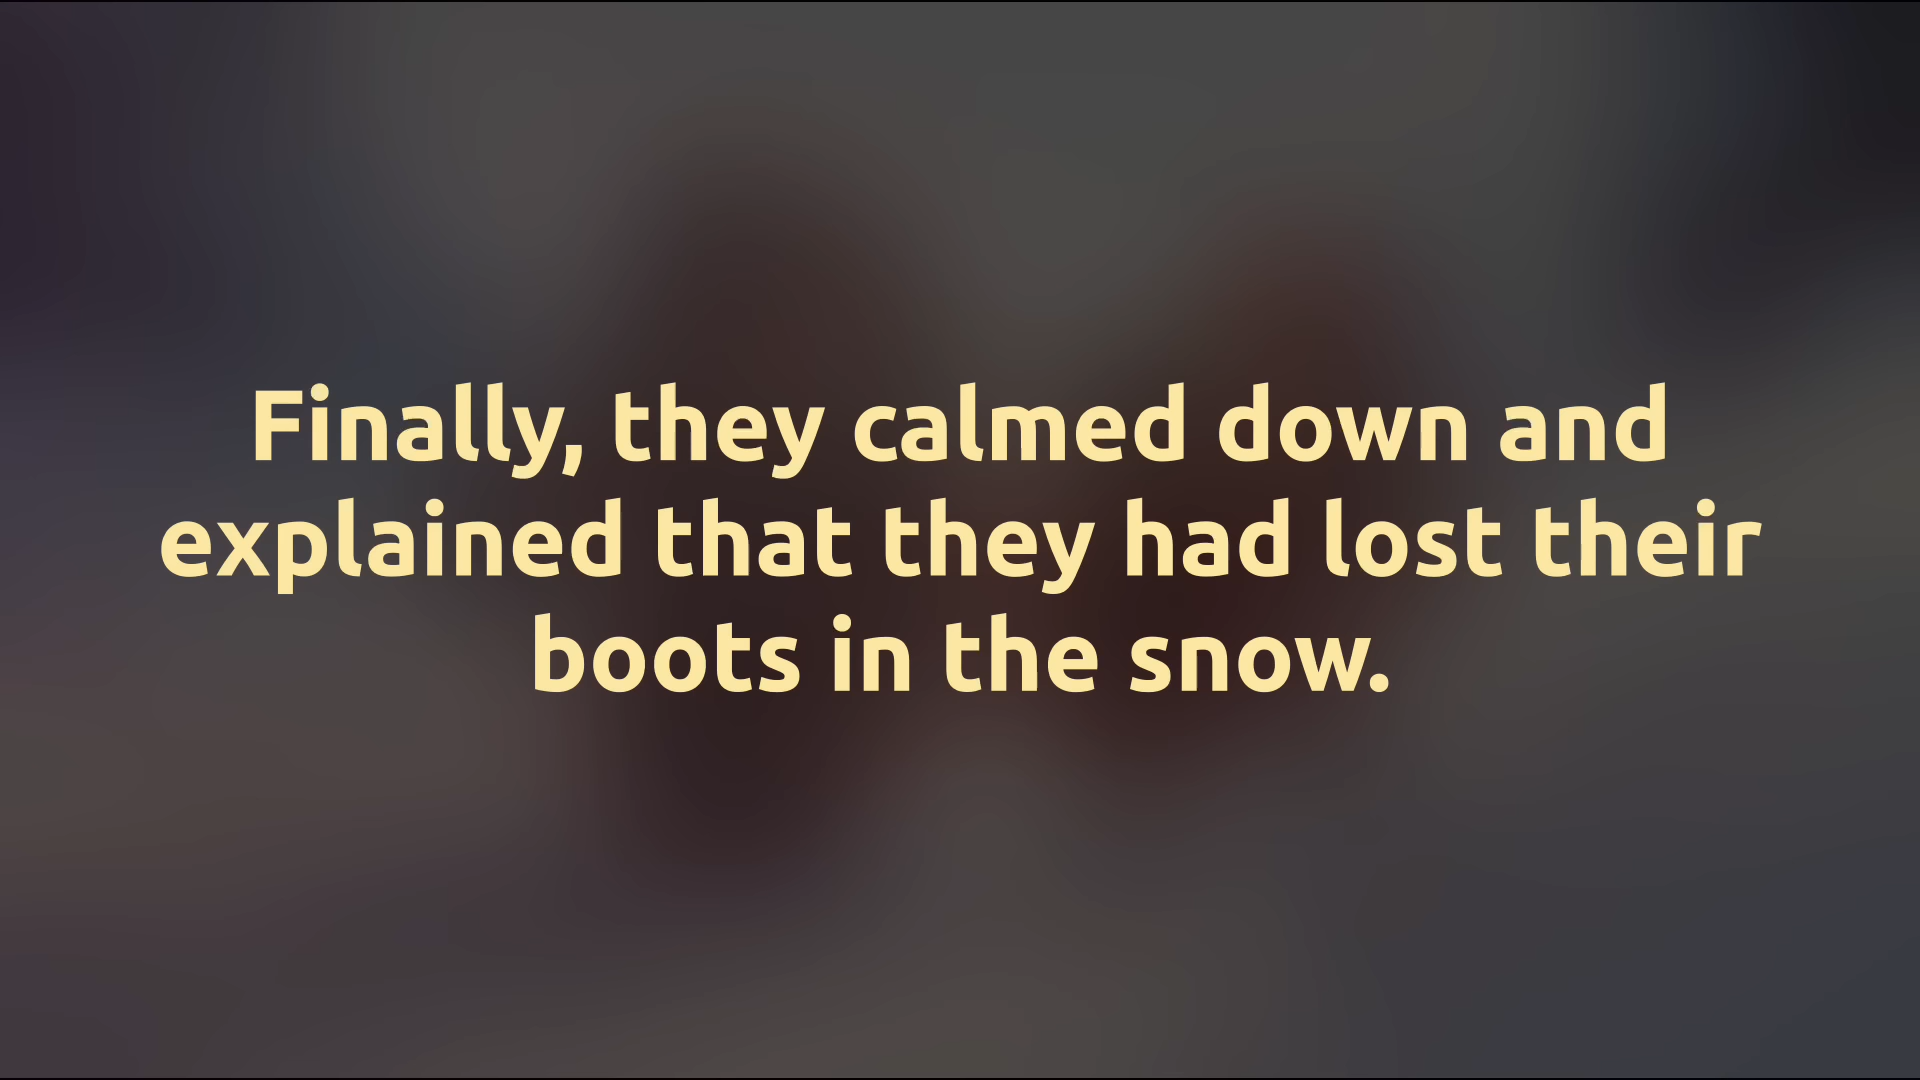 Finally, they calmed down and
explained that they had lost their
boots in the snow.